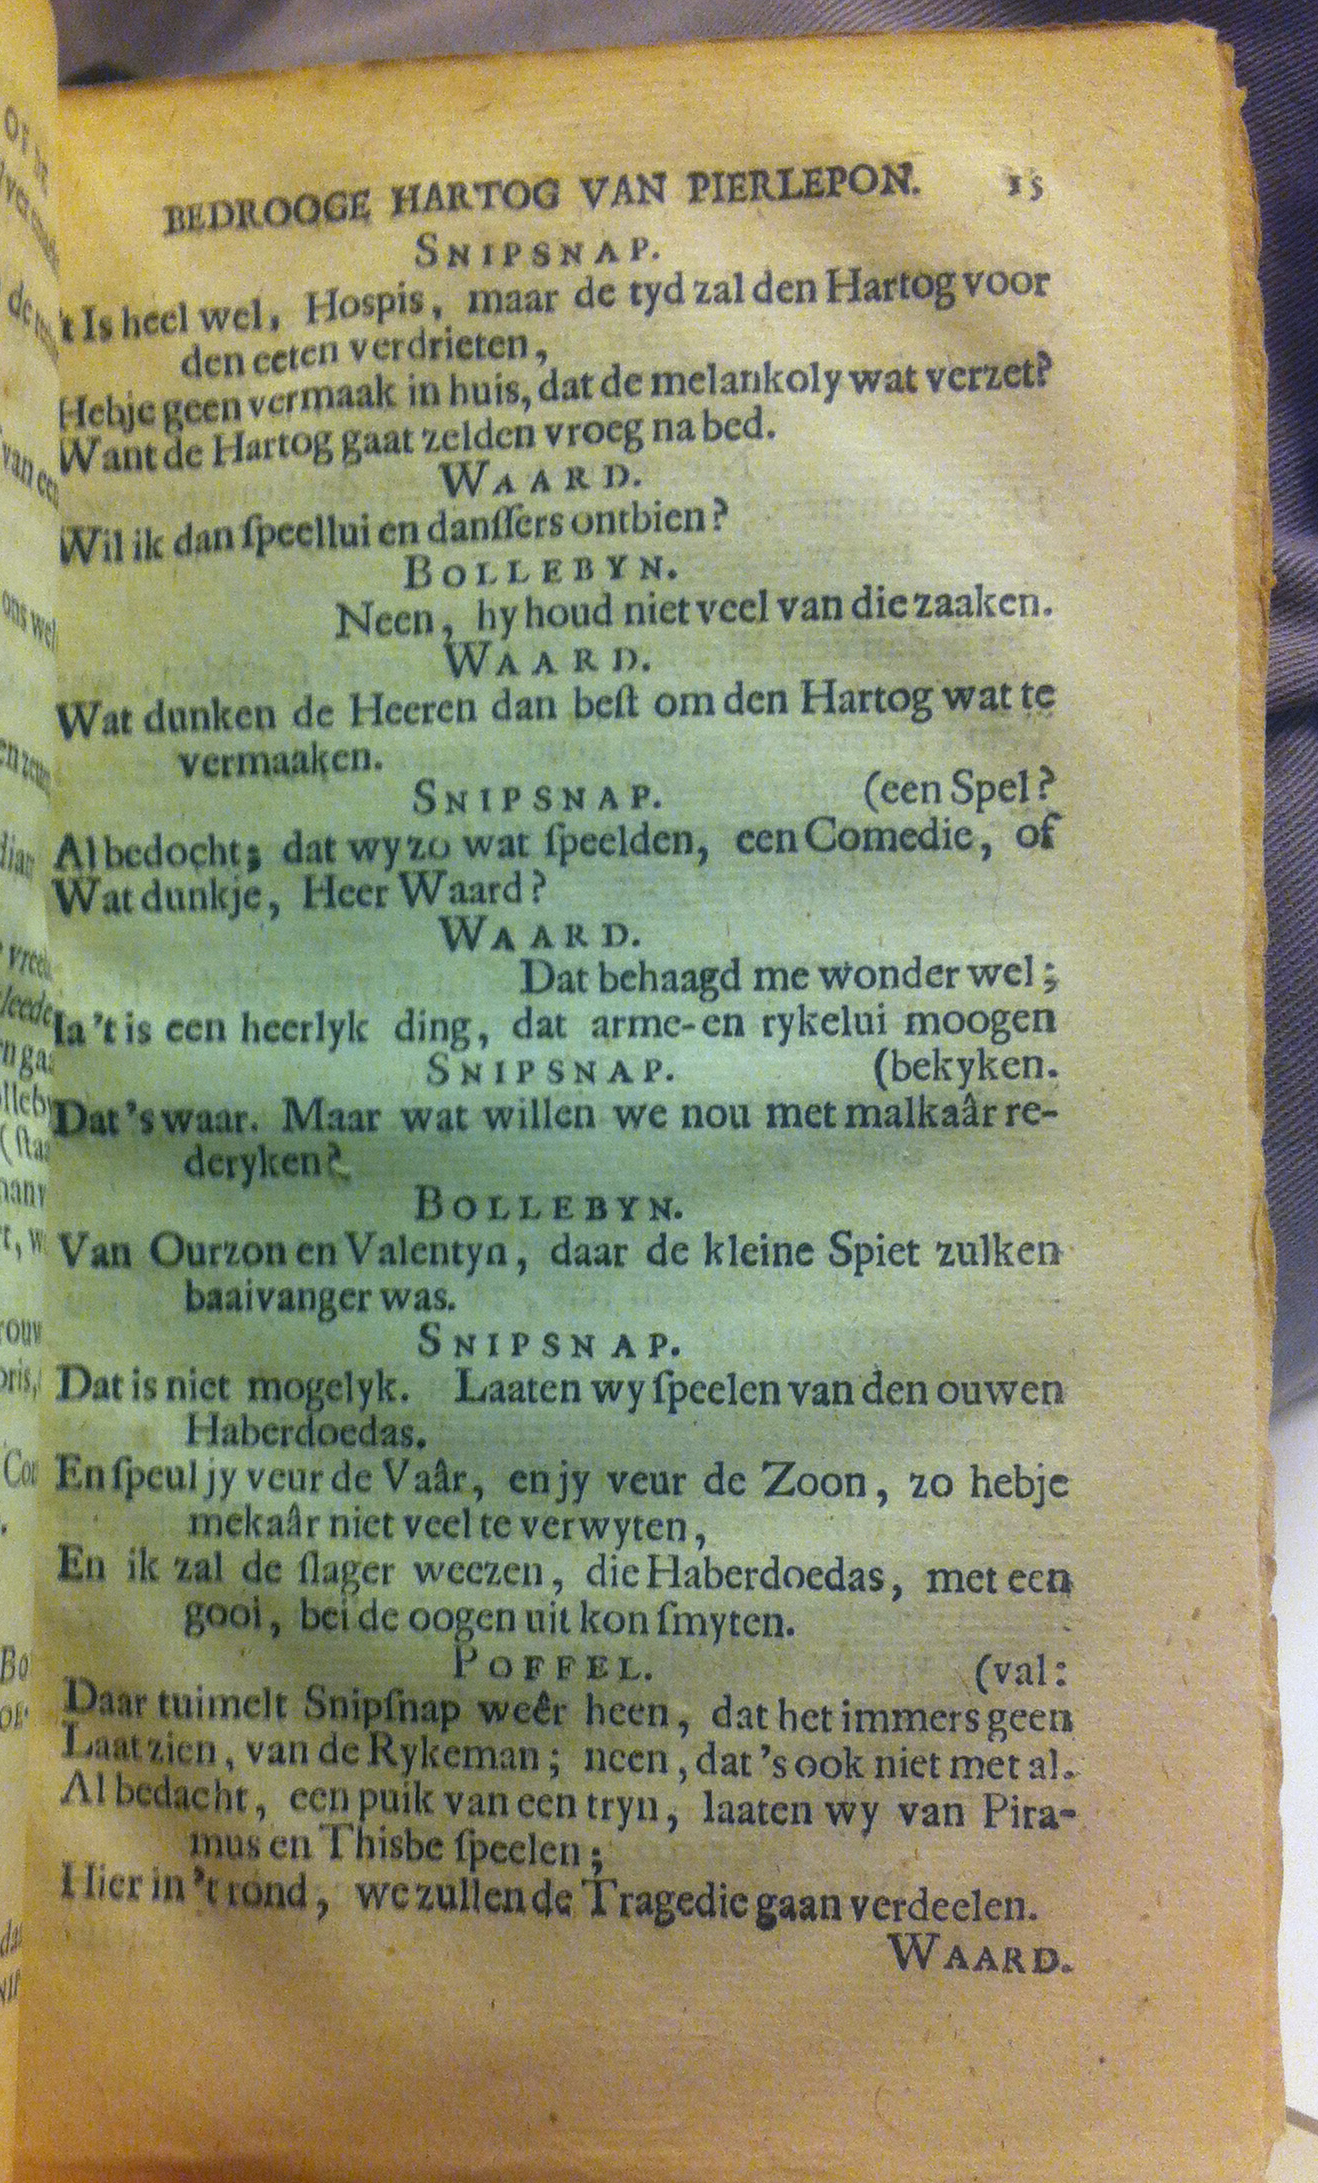 BEDROOGE HARTOG VAN PIERLEPON. 15
SNIPSNAP.
't Is heel wel, Hospis, maar de tyd zal den Hartog voor
den eeten verdrieten,
Hebje geen vermaak in huis, dat de melankoly wat verzet?
Want de Hartog gaat zelden vroeg na bed.
WAARD.
Wil ik dan ſpeellui en danſſers ontbien?
BOLLEBYN.
Neen, hy houd niet veel van die zaaken.
WAARD.
Wat dunken de Heeren dan beſt om den Hartog wat te
vermaaken.
SNIPSNAP. (een Spel?
Al bedocht; dat wy zo wat ſpeelden, een Comedie, of
Wat dunkje, Heer Waard?
WAARD.
Dat behaagd me wonder wel;
Ia 't is een heerlyk ding, dat arme-en rykelui moogen
SNIPSNAP. (bekyken.
Dat 's waar. Maar wat willen we nou met malkaâr re-
deryken?
BOLLEBYN.
Van Ourzon en Valentyn, daar de kleine Spiet zulken
baaivanger was.
SNIPSNAP.
Dat is niet mogelyk. Laaten wy ſpeelen van den ouwen
Haberdoedas.
En ſpeul jy veur de Vaâr, en jy veur de Zoon, zo hebje
mekaâr niet veel te verwyten,
En ik zal de ſlager weezen, die Haberdoedas, met een
gooi, bei de oogen uit kon ſmyten.
POFFEL. (val:
Daar tuimelt Snipſnap weêr heen, dat het immers geen
Laat zien, van de Rykeman; neen, dat 's ook niet met al.
Al bedacht, een puik van een tryn, laaten wy van Pira-
mus en Thisbe ſpeelen;
Hier in 't rond, we zullen de Tragedie gaan verdeelen.
WAARD.